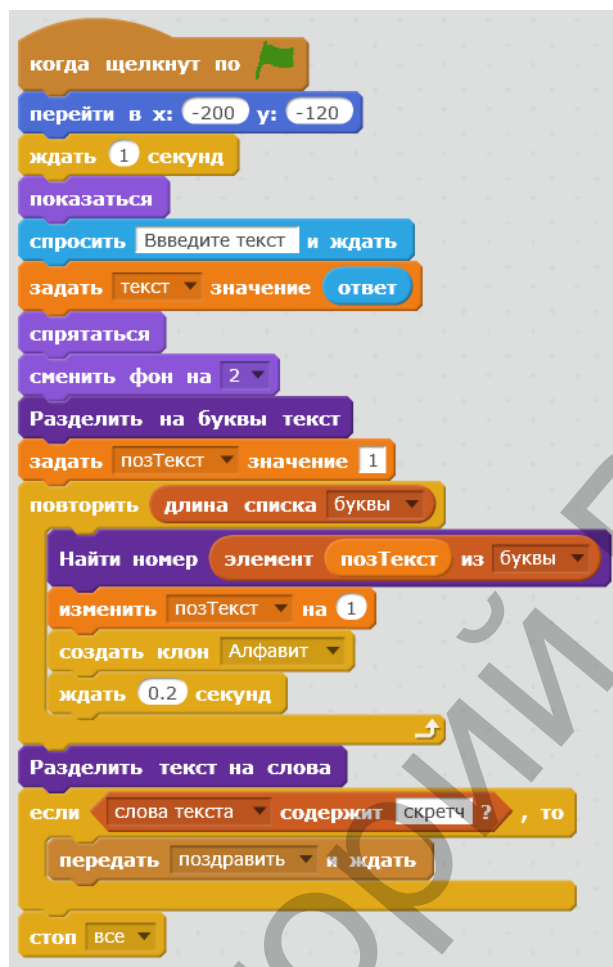 когда щелкнут по
перейти в x: -200 y: -120
ждать 1 секунд
показаться
спросить Ввведите текст и ждать
задать текст значение ответ
спрятаться
сменить фон на 2
Разделить на буквы текст
задать позТекст значение 1
повторить длина списка буквы
Найти номер элемент позТекст из буквы
изменить позТекст на 1
создать клон Алфавит
ждать 0.2 секунд
Разделить текст на слова
если слова текста содержит скретч ? , то
передать поздравить и ждать
стоп все